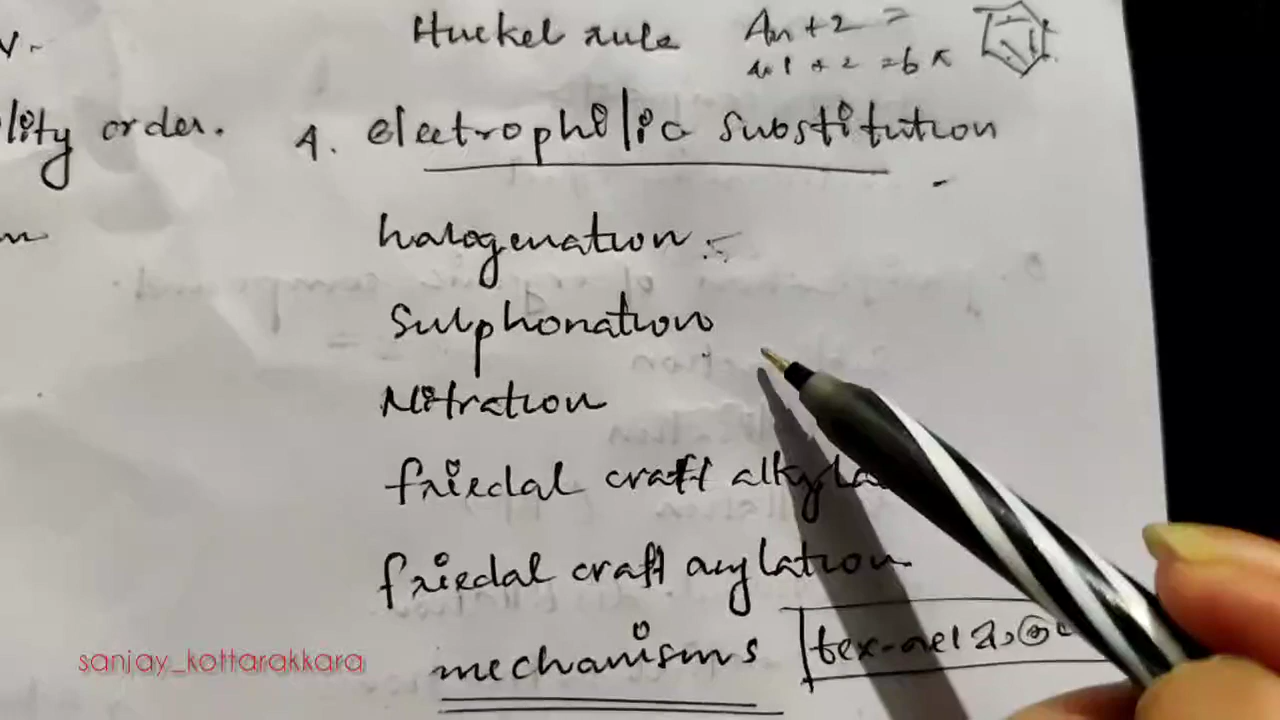 Huckel rule 4n+2 =
4×1+2 =6π
lity order.
4. electrophilic substitution
halogenation
Sulphonation
Nitration
friedal craft alkyla
friedal craft acylation
mechanisms
sanjay_kottarakkara